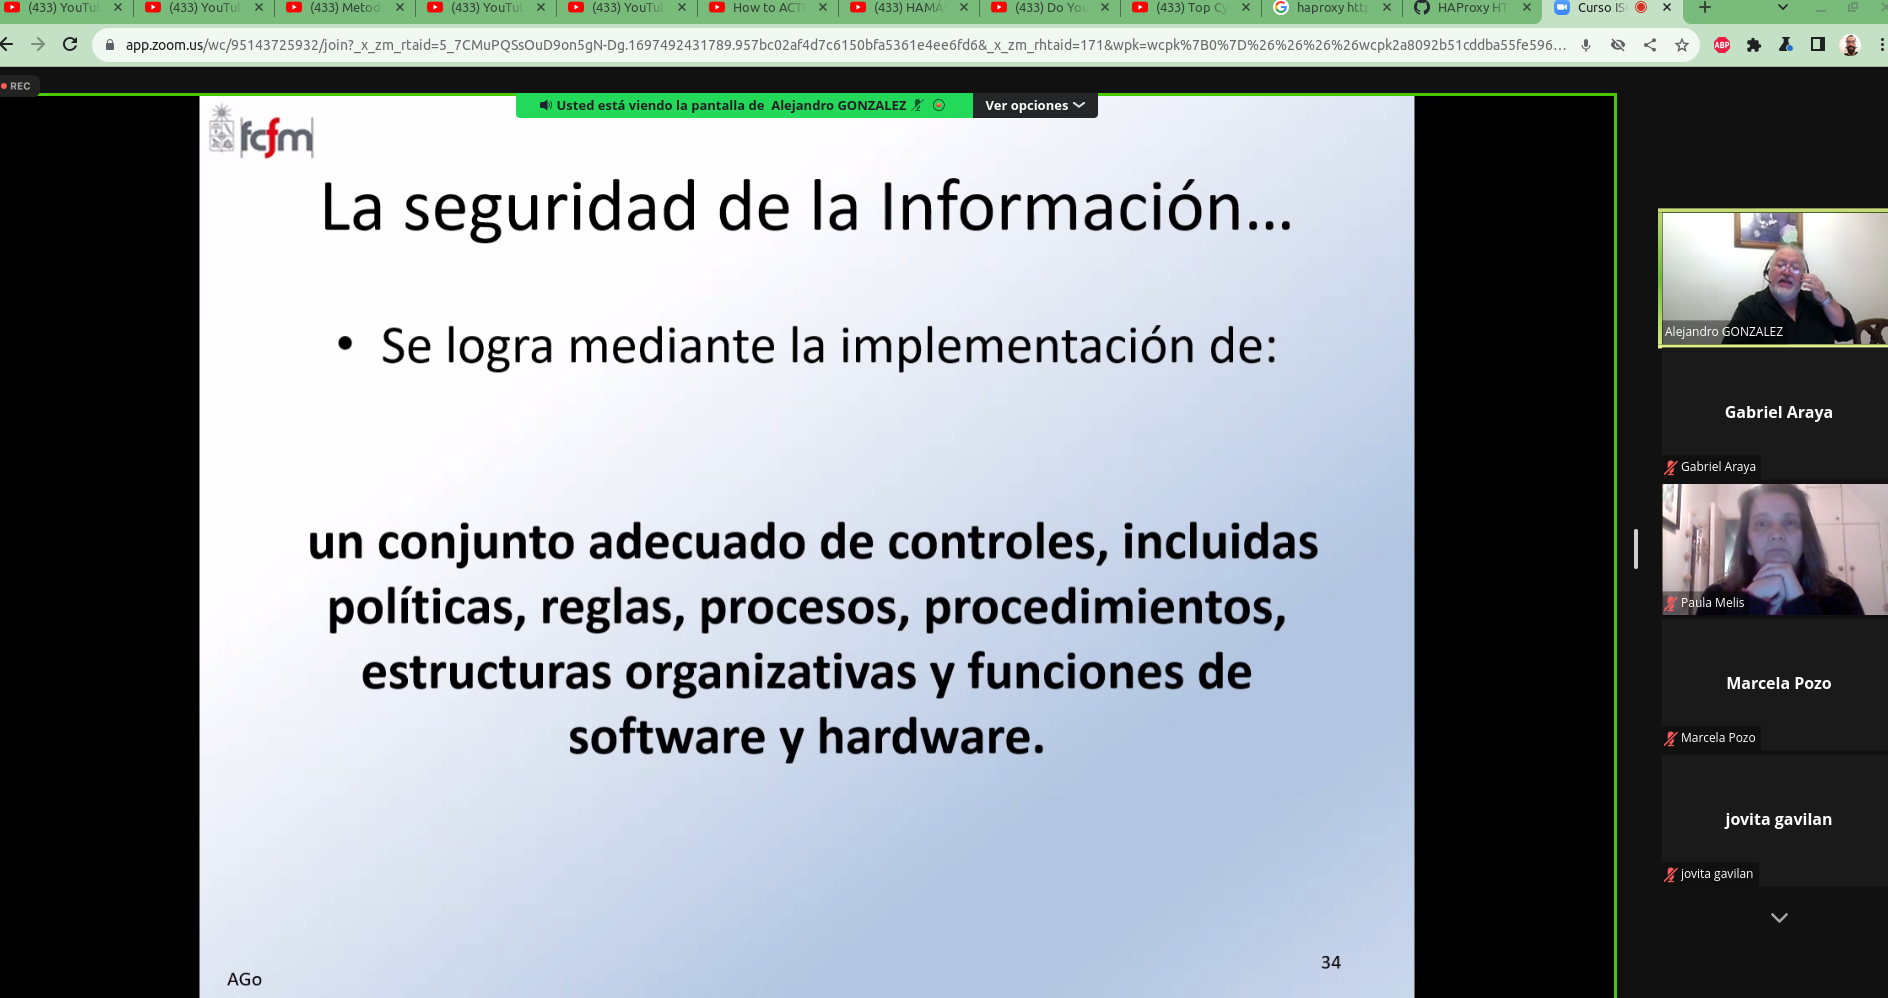 (433) YouTu
(433) YouTu
(433) Metod
(433) YouTu
(433) YouTu
How to ACT
(433) HAMÁ
(433) Do You
(433) Top Cy
haproxy http
HAProxy HT
Curso IS
app.zoom.us/wc/95143725932/join?_x_zm_rtaid=5_7CMuPQSsOuD9on5gN-Dg.1697492431789.957bc02af4d7c6150bfa5361e4ee6fd6&_x_zm_rhtaid=171&wpk=wcpk%7B0%7D%26%26%26%26wcpk2a8092b51cddba55fe596...
ABP
REC
Usted está viendo la pantalla de Alejandro GONZALEZ
Ver opciones
fcfm
La seguridad de la Información...
• Se logra mediante la implementación de:
un conjunto adecuado de controles, incluidas
políticas, reglas, procesos, procedimientos,
estructuras organizativas y funciones de
software y hardware.
AGo
34
Alejandro GONZALEZ
Gabriel Araya
Gabriel Araya
Paula Melis
Marcela Pozo
Marcela Pozo
jovita gavilan
jovita gavilan